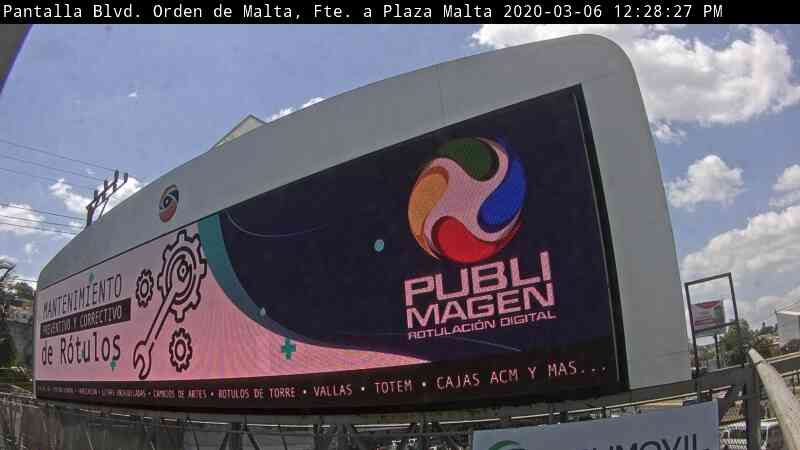 Pantalla Blvd. Orden de Malta, Fte. a Plaza Malta 2020-03-06 12:28:27 PM
MANTENIMIENTO
PREVENTIVO Y CORRECTIVO
de Rótulos
PUBLI
MAGEN
ROTULACIÓN DIGITAL
• CAMBIOS DE ARTES • ROTULOS DE TORRE • VALLAS • TOTEM • CAJAS ACM Y MAS...